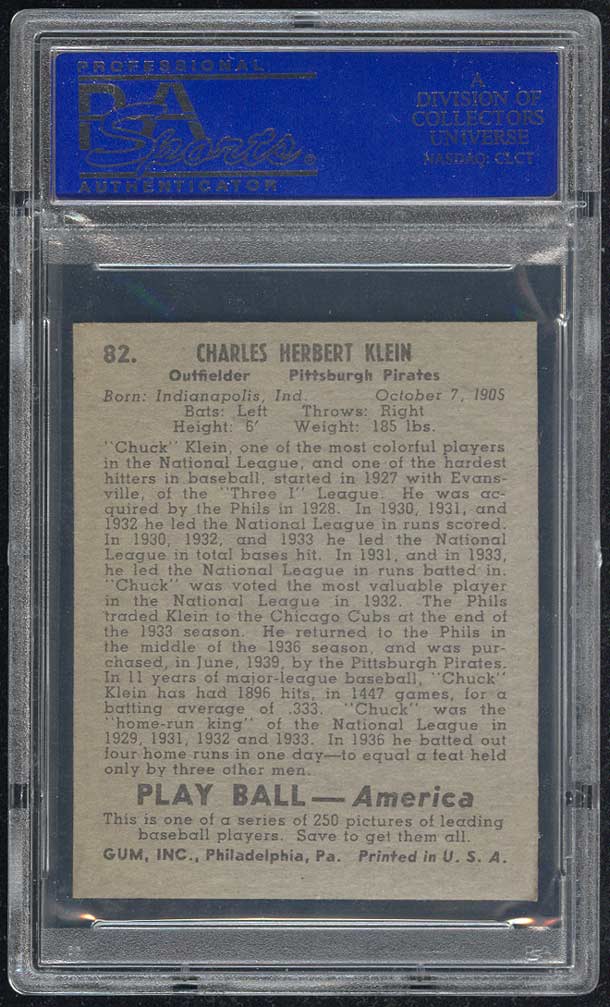 PROFESSIONAL
PSA
Sports®
AUTHENTICATOR
A
DIVISION OF
COLLECTORS
UNIVERSE
NASDAQ: CLCT
82. CHARLES HERBERT KLEIN
Outfielder Pittsburgh Pirates
Born: Indianapolis, Ind. October 7, 1905
Bats: Left Throws: Right
Height: 6' Weight: 185 lbs.
"Chuck" Klein, one of the most colorful players
in the National League, and one of the hardest
hitters in baseball, started in 1927 with Evans-
ville, of the "Three I" League. He was ac-
quired by the Phils in 1928. In 1930, 1931, and
1932 he led the National League in runs scored.
In 1930, 1932, and 1933 he led the National
League in total bases hit. In 1931, and in 1933,
he led the National League in runs batted in.
"Chuck" was voted the most valuable player
in the National League in 1932. The Phils
traded Klein to the Chicago Cubs at the end of
the 1933 season. He returned to the Phils in
the middle of the 1936 season, and was pur-
chased, in June, 1939, by the Pittsburgh Pirates.
In 11 years of major-league baseball, "Chuck"
Klein has had 1896 hits, in 1447 games, for a
batting average of .333. "Chuck" was the
"home-run king" of the National League in
1929, 1931, 1932 and 1933. In 1936 he batted out
four home runs in one day—to equal a feat held
only by three other men.
PLAY BALL — America
This is one of a series of 250 pictures of leading
baseball players. Save to get them all.
GUM, INC., Philadelphia, Pa. Printed in U. S. A.